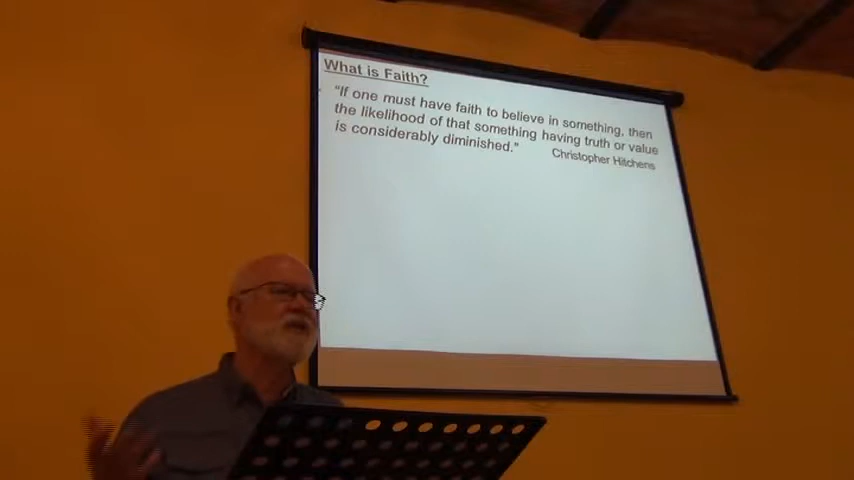 What is Faith?
"If one must have faith to believe in something, then
the likelihood of that something having truth or value
is considerably diminished."
Christopher Hitchens